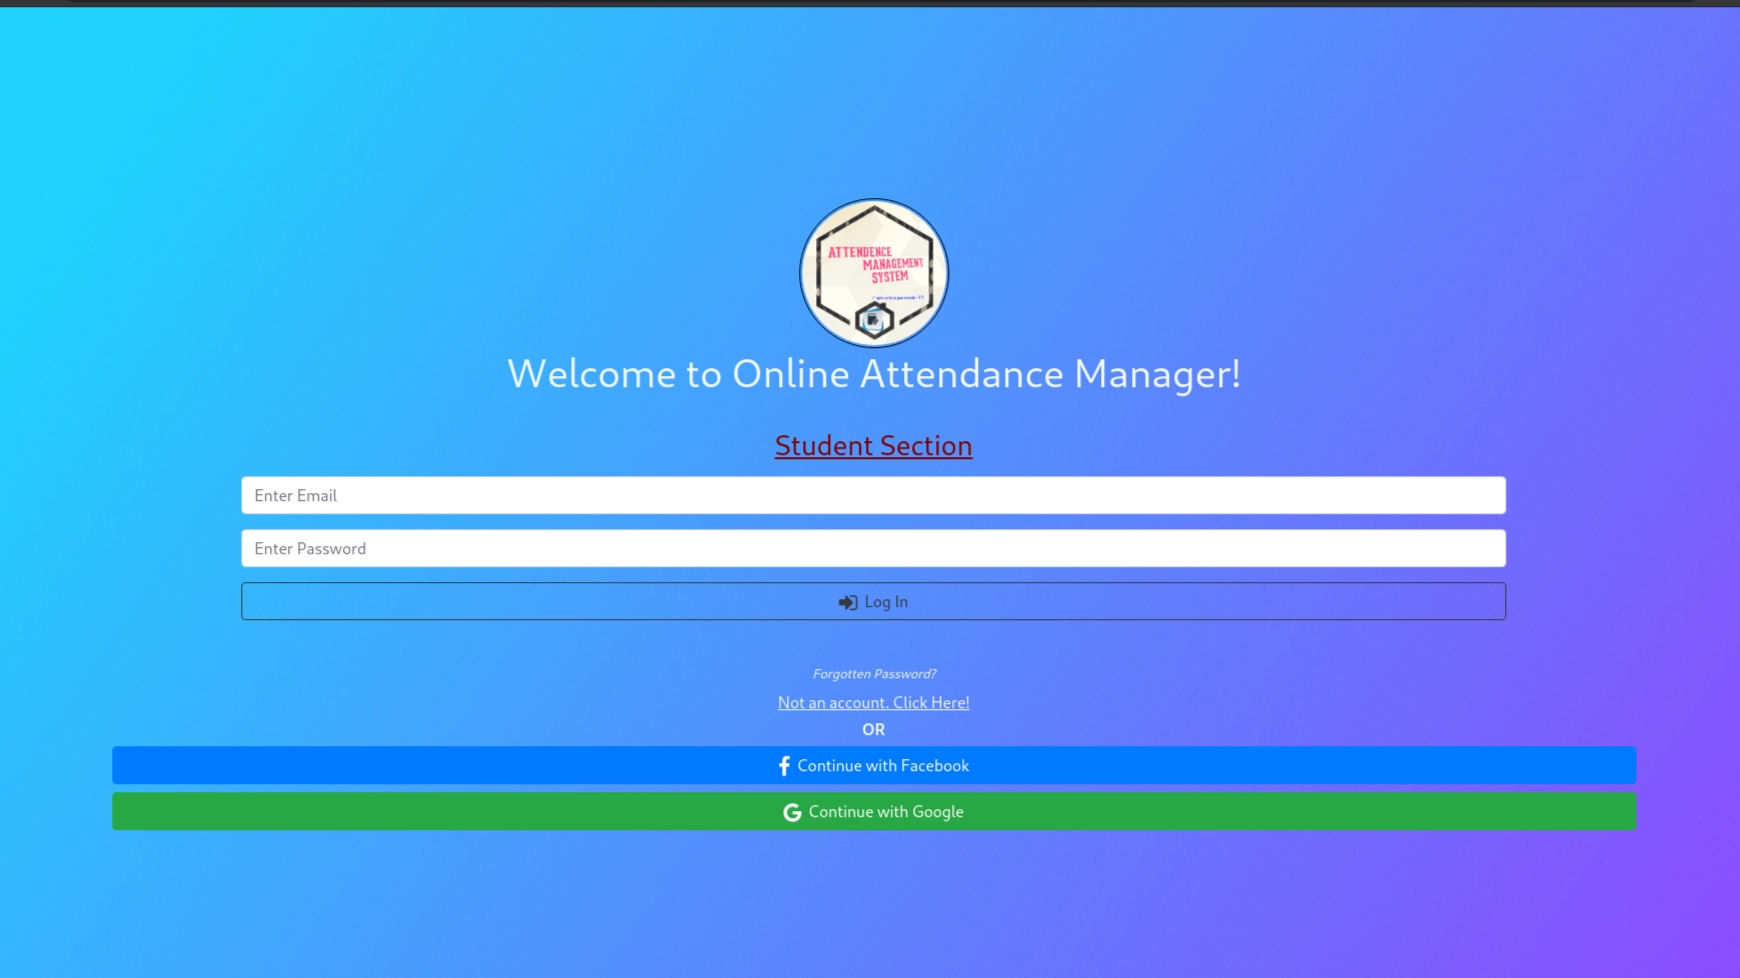 ATTENDENCE
MANAGEMENT
SYSTEM
Welcome to Online Attendance Manager!
Student Section
Enter Email
Enter Password
Log In
Forgotten Password?
Not an account. Click Here!
OR
Continue with Facebook
Continue with Google